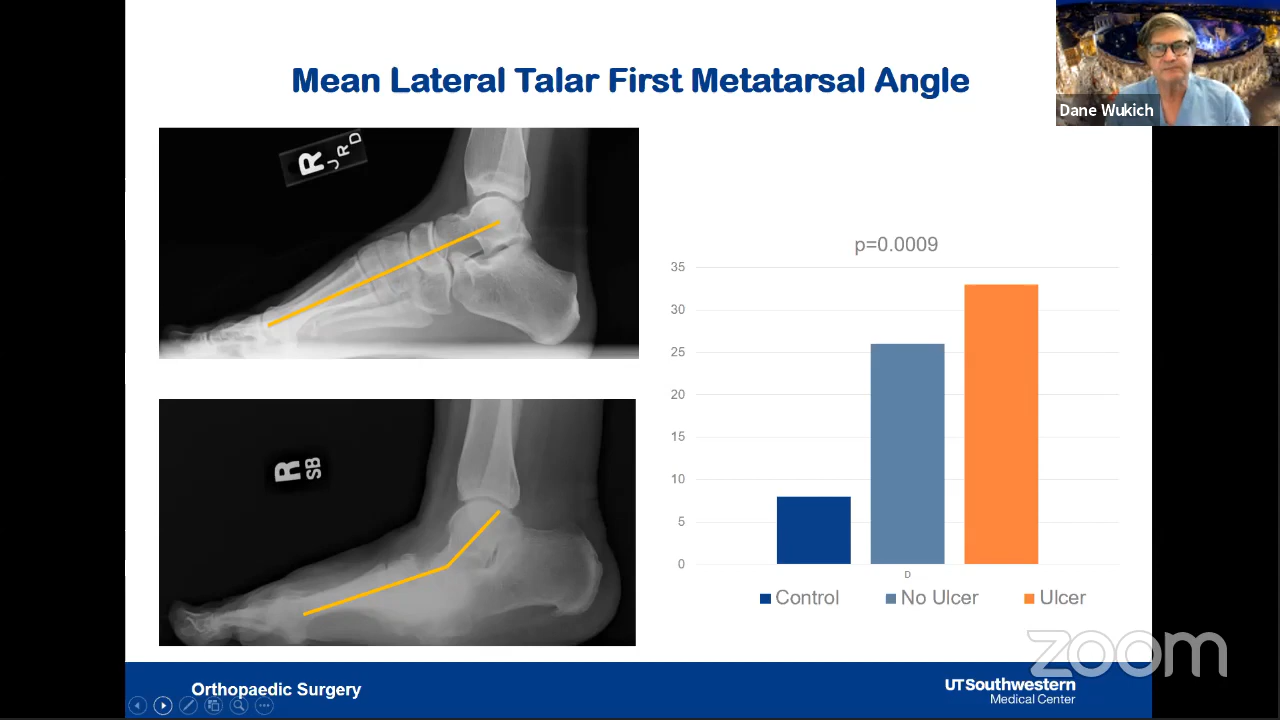 Mean Lateral Talar First Metatarsal Angle
Dane Wukich
R JRD
R SB
p=0.0009
35
30
25
20
15
10
5
0
D
Control No Ulcer Ulcer
zoom
Orthopaedic Surgery
UTSouthwestern
Medical Center